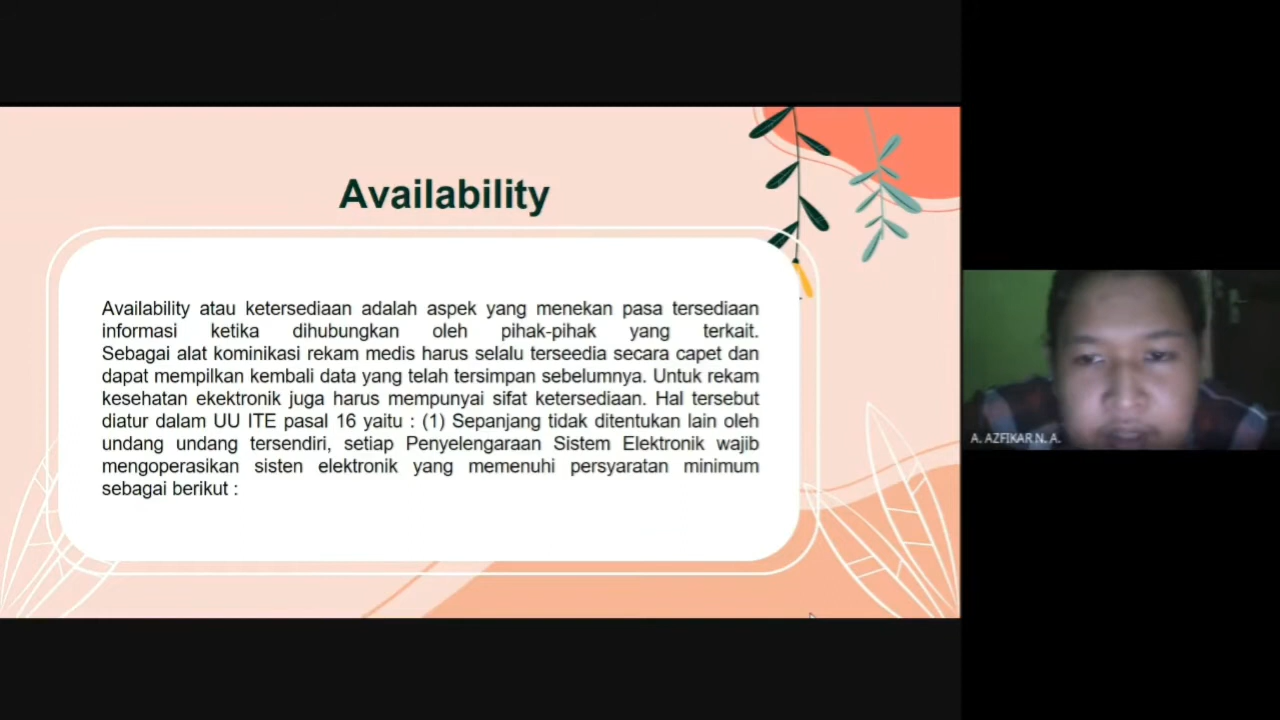 Availability
Availability atau ketersediaan adalah aspek yang menekan pasa tersediaan
informasi ketika dihubungkan oleh pihak-pihak yang terkait.
Sebagai alat kominikasi rekam medis harus selalu terseedia secara capet dan
dapat mempilkan kembali data yang telah tersimpan sebelumnya. Untuk rekam
kesehatan ekektronik juga harus mempunyai sifat ketersediaan. Hal tersebut
diatur dalam UU ITE pasal 16 yaitu : (1) Sepanjang tidak ditentukan lain oleh
undang undang tersendiri, setiap Penyelengaraan Sistem Elektronik wajib
mengoperasikan sisten elektronik yang memenuhi persyaratan minimum
sebagai berikut :
A. AZFIKAR N. A.